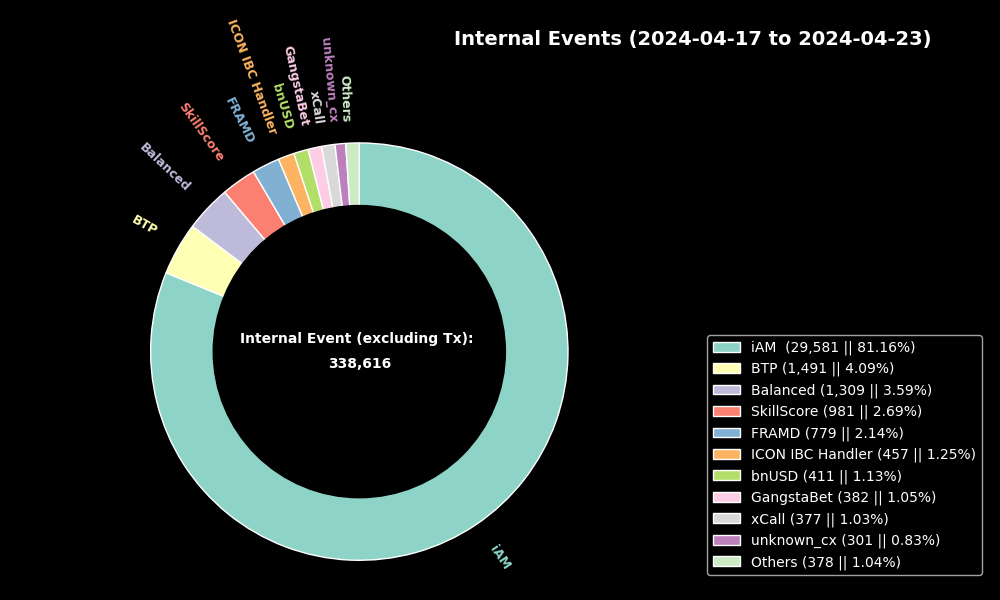 Internal Events (2024-04-17 to 2024-04-23)
ICON IBC Handler
unknown_cx
GangstaBet
Others
xCall
bnUSD
FRAMD
SkillScore
Balanced
BTP
Internal Event (excluding Tx):
338,616
iAM
iAM (29,581 || 81.16%)
BTP (1,491 || 4.09%)
Balanced (1,309 || 3.59%)
SkillScore (981 || 2.69%)
FRAMD (779 || 2.14%)
ICON IBC Handler (457 || 1.25%)
bnUSD (411 || 1.13%)
GangstaBet (382 || 1.05%)
xCall (377 || 1.03%)
unknown_cx (301 || 0.83%)
Others (378 || 1.04%)